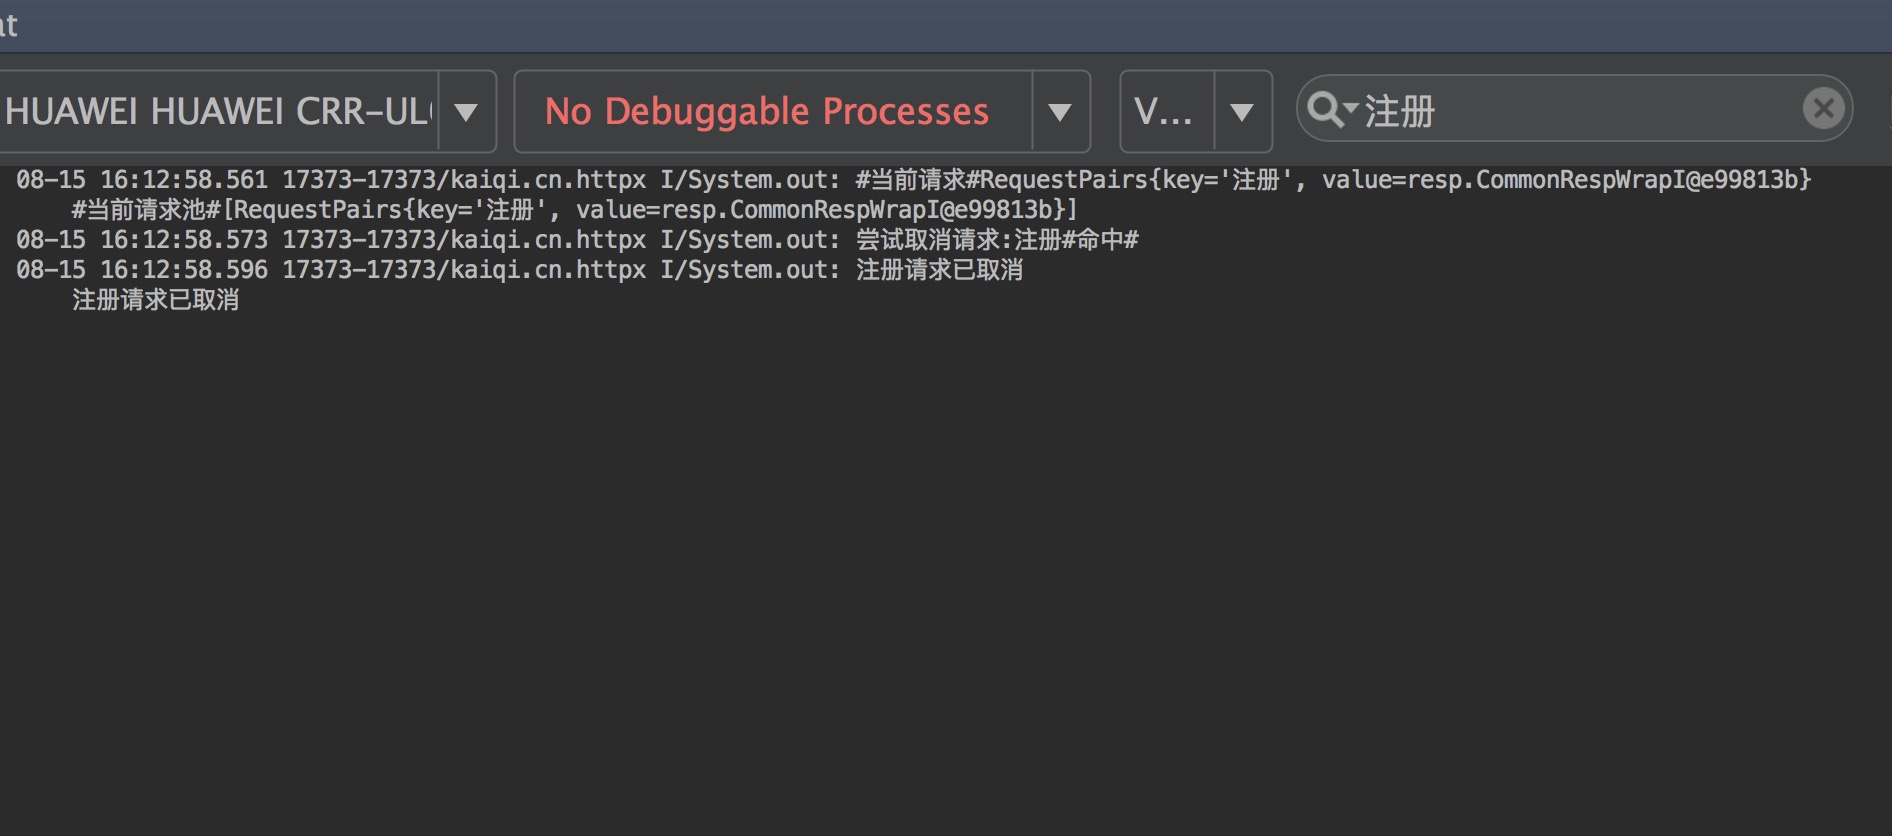 at
HUAWEI HUAWEI CRR-UL
No Debuggable Processes
V...
注册
08-15 16:12:58.561 17373-17373/kaiqi.cn.httpx I/System.out: #当前请求#RequestPairs{key='注册', value=resp.CommonRespWrapI@e99813b}
#当前请求池#[RequestPairs{key='注册', value=resp.CommonRespWrapI@e99813b}]
08-15 16:12:58.573 17373-17373/kaiqi.cn.httpx I/System.out: 尝试取消请求:注册#命中#
08-15 16:12:58.596 17373-17373/kaiqi.cn.httpx I/System.out: 注册请求已取消
注册请求已取消